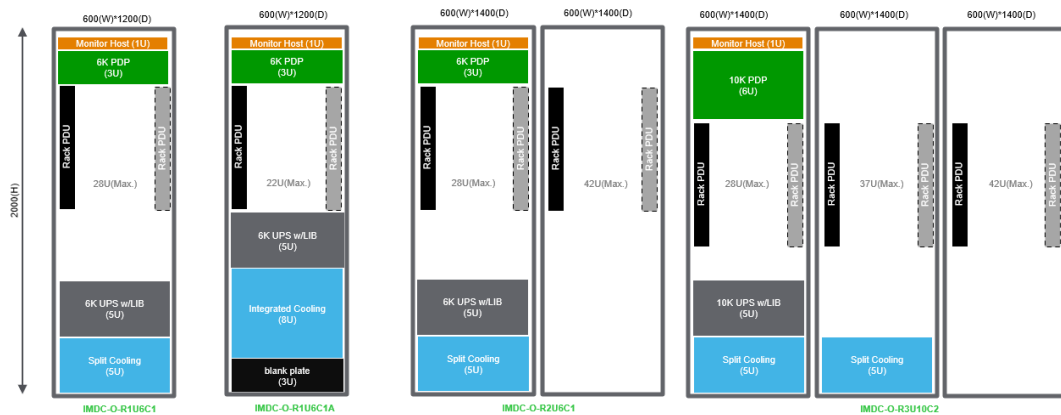 600(W)*1200(D)
600(W)*1200(D)
600(W)*1400(D)
600(W)*1400(D)
600(W)*1400(D)
600(W)*1400(D)
600(W)*1400(D)
2000(H)
Monitor Host (1U)
6K PDP
(3U)
Rack PDU
Rack PDU
28U(Max.)
6K UPS w/LIB
(5U)
Split Cooling
(5U)
IMDC-O-R1U6C1
Monitor Host (1U)
6K PDP
(3U)
Rack PDU
Rack PDU
22U(Max.)
6K UPS w/LIB
(5U)
Integrated Cooling
(8U)
blank plate
(3U)
IMDC-O-R1U6C1A
Monitor Host (1U)
6K PDP
(3U)
Rack PDU
Rack PDU
28U(Max.)
6K UPS w/LIB
(5U)
Split Cooling
(5U)
Rack PDU
Rack PDU
42U(Max.)
IMDC-O-R2U6C1
Monitor Host (1U)
10K PDP
(6U)
Rack PDU
Rack PDU
28U(Max.)
10K UPS w/LIB
(5U)
Split Cooling
(5U)
Rack PDU
Rack PDU
37U(Max.)
Split Cooling
(5U)
Rack PDU
Rack PDU
42U(Max.)
IMDC-O-R3U10C2